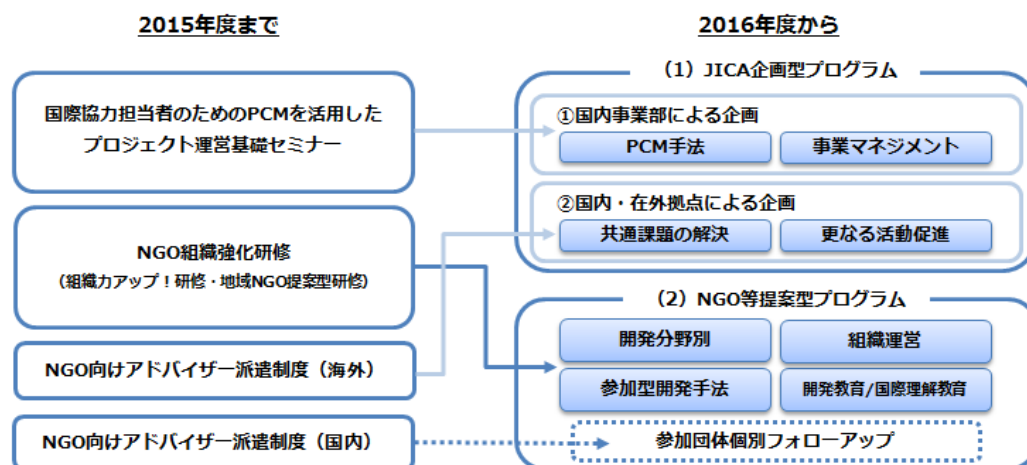 2015年度まで
国際協力担当者のためのPCMを活用した
プロジェクト運営基礎セミナー
NGO組織強化研修
(組織力アップ!研修・地域NGO提案型研修)
NGO向けアドバイザー派遣制度(海外)
NGO向けアドバイザー派遣制度(国内)
2016年度から
(1)JICA企画型プログラム
①国内事業部による企画
PCM手法
事業マネジメント
②国内・在外拠点による企画
共通課題の解決
更なる活動促進
(2)NGO等提案型プログラム
開発分野別
組織運営
参加型開発手法
開発教育/国際理解教育
参加団体個別フォローアップ